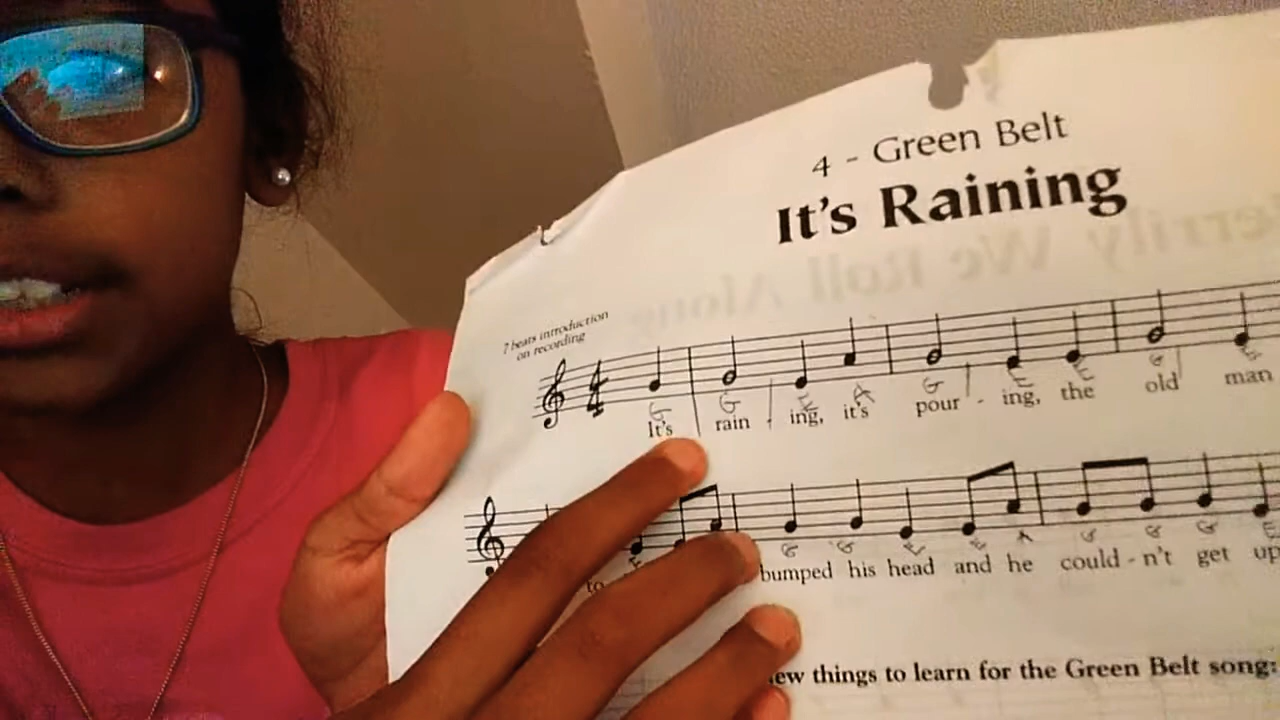 4 - Green Belt
It's Raining
7 beats introduction
on recording
G G E A G E E G
It's rain ing, it's pour - ing, the old man
G G E G A G G G E
to bumped his head and he could - n't get up
ew things to learn for the Green Belt song: